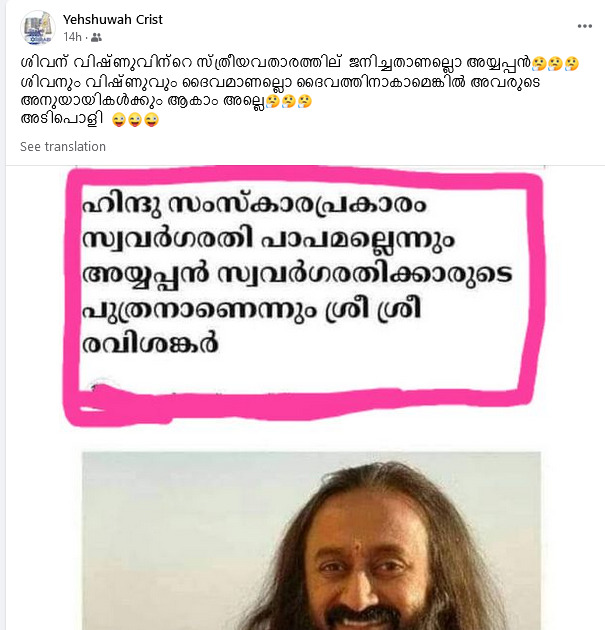 Yehshuwah Crist
14h ·
ശിവന് വിഷ്ണുവിന്റെ സ്ത്രീയവതാരത്തില് ജനിച്ചതാണല്ലൊ അയ്യപ്പൻ🤔🤔🤔
ശിവനും വിഷ്ണുവും ദൈവമാണല്ലൊ ദൈവത്തിനാകാമെങ്കിൽ അവരുടെ
അനുയായികൾക്കും ആകാം അല്ലെ🤔🤔🤔
അടിപൊളി 😜😜😜
See translation
ഹിന്ദു സംസ്കാരപ്രകാരം
സ്വവർഗരതി പാപമല്ലെന്നും
അയ്യപ്പൻ സ്വവർഗരതിക്കാരുടെ
പുത്രനാണെന്നും ശ്രീ ശ്രീ
രവിശങ്കർ